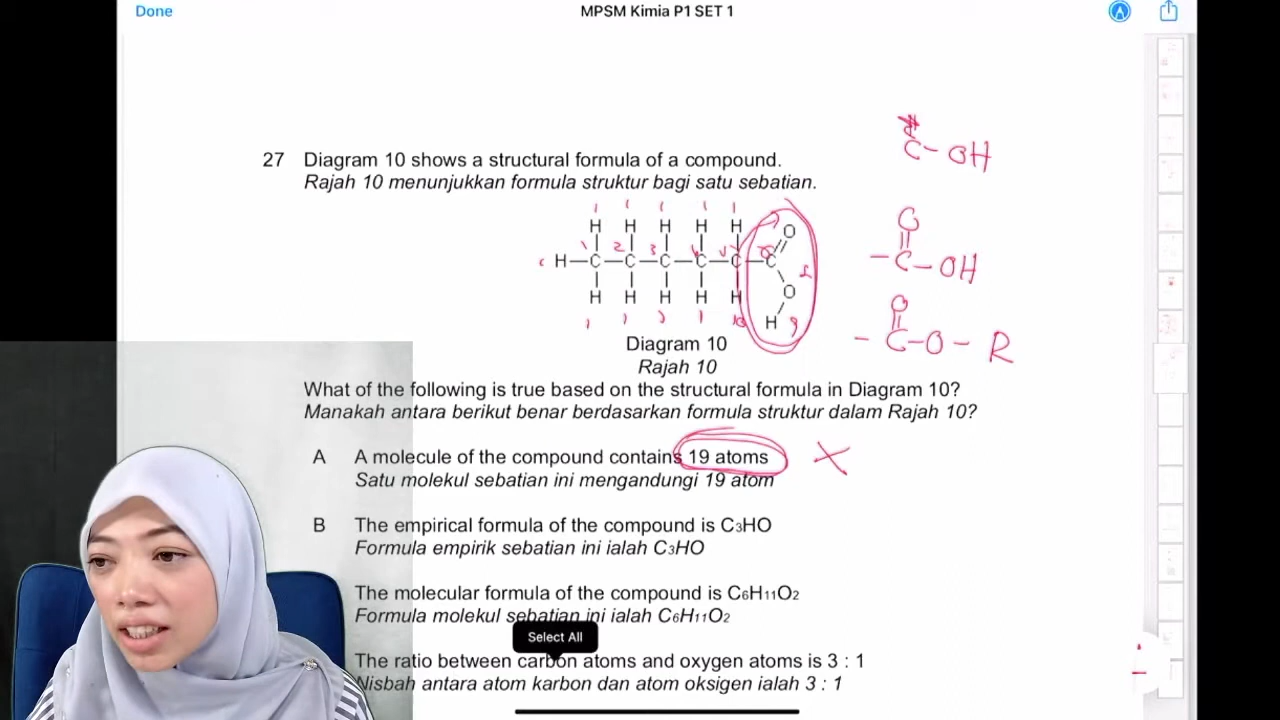 Done
MPSM Kimia P1 SET 1
C - OH
27 Diagram 10 shows a structural formula of a compound.
Rajah 10 menunjukkan formula struktur bagi satu sebatian.
H H H H H O
H—C—C—C—C—C—C
H H H H H O
H
O
- C - OH
O
- C - O - R
Diagram 10
Rajah 10
What of the following is true based on the structural formula in Diagram 10?
Manakah antara berikut benar berdasarkan formula struktur dalam Rajah 10?
A A molecule of the compound contains 19 atoms
Satu molekul sebatian ini mengandungi 19 atom
B The empirical formula of the compound is C₃HO
Formula empirik sebatian ini ialah C₃HO
The molecular formula of the compound is C₆H₁₁O₂
Formula molekul sebatian ini ialah C₆H₁₁O₂
Select All
The ratio between carbon atoms and oxygen atoms is 3 : 1
Nisbah antara atom karbon dan atom oksigen ialah 3 : 1